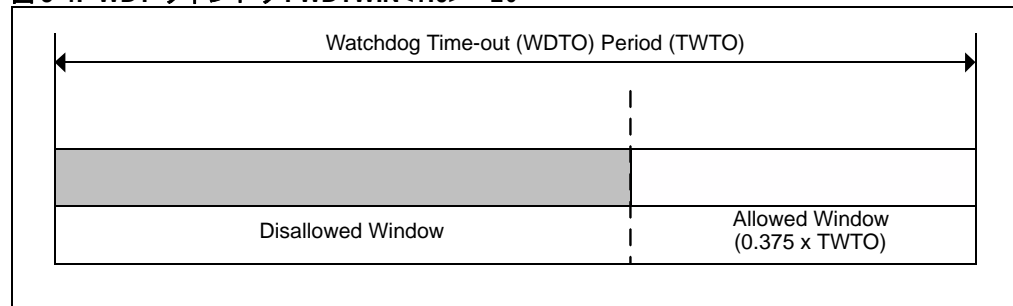 Watchdog Time-out (WDTO) Period (TWTO)
Disallowed Window
Allowed Window
(0.375 x TWTO)